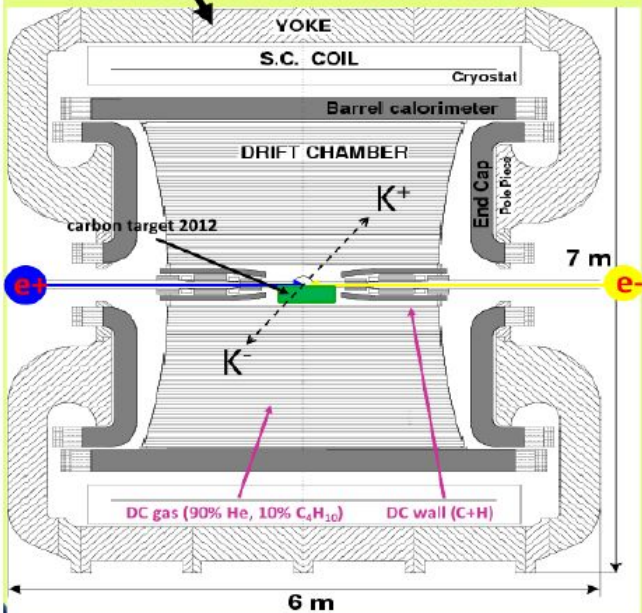 YOKE
S.C. COIL
Cryostat
Barrel calorimeter
DRIFT CHAMBER
End Cap
Pole Piece
K⁺
carbon target 2012
7 m
e+
e-
K⁻
DC gas (90% He, 10% C₄H₁₀)
DC wall (C+H)
6 m